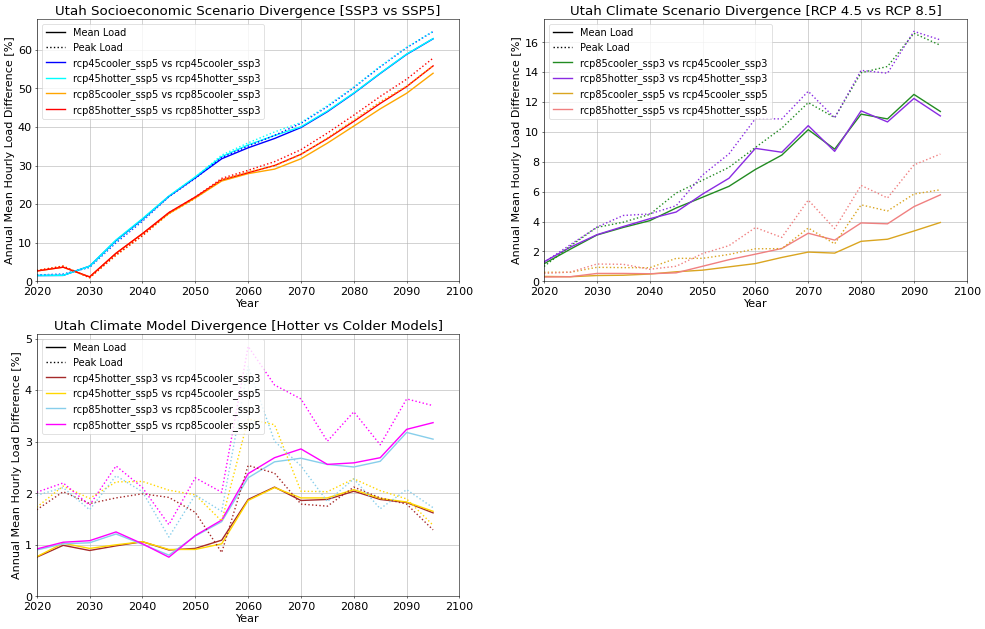 Utah Socioeconomic Scenario Divergence [SSP3 vs SSP5]
Annual Mean Hourly Load Difference [%]
60
50
40
30
20
10
0
Mean Load
Peak Load
rcp45cooler_ssp5 vs rcp45cooler_ssp3
rcp45hotter_ssp5 vs rcp45hotter_ssp3
rcp85cooler_ssp5 vs rcp85cooler_ssp3
rcp85hotter_ssp5 vs rcp85hotter_ssp3
2020 2030 2040 2050 2060 2070 2080 2090 2100
Year
Utah Climate Scenario Divergence [RCP 4.5 vs RCP 8.5]
Annual Mean Hourly Load Difference [%]
16
14
12
10
8
6
4
2
0
Mean Load
Peak Load
rcp85cooler_ssp3 vs rcp45cooler_ssp3
rcp85hotter_ssp3 vs rcp45hotter_ssp3
rcp85cooler_ssp5 vs rcp45cooler_ssp5
rcp85hotter_ssp5 vs rcp45hotter_ssp5
2020 2030 2040 2050 2060 2070 2080 2090 2100
Year
Utah Climate Model Divergence [Hotter vs Colder Models]
Annual Mean Hourly Load Difference [%]
5
4
3
2
1
0
Mean Load
Peak Load
rcp45hotter_ssp3 vs rcp45cooler_ssp3
rcp45hotter_ssp5 vs rcp45cooler_ssp5
rcp85hotter_ssp3 vs rcp85cooler_ssp3
rcp85hotter_ssp5 vs rcp85cooler_ssp5
2020 2030 2040 2050 2060 2070 2080 2090 2100
Year